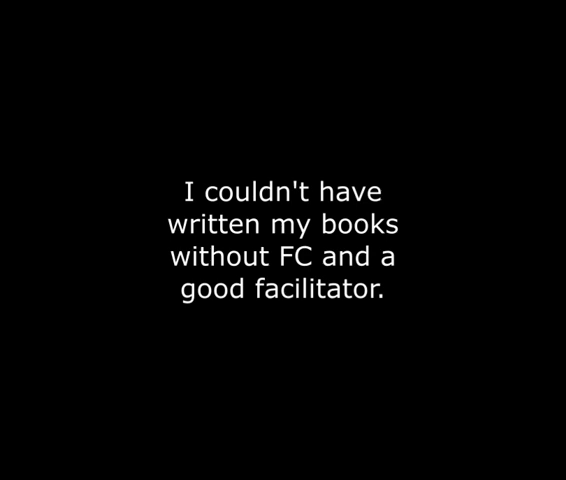 I couldn't have
written my books
without FC and a
good facilitator.